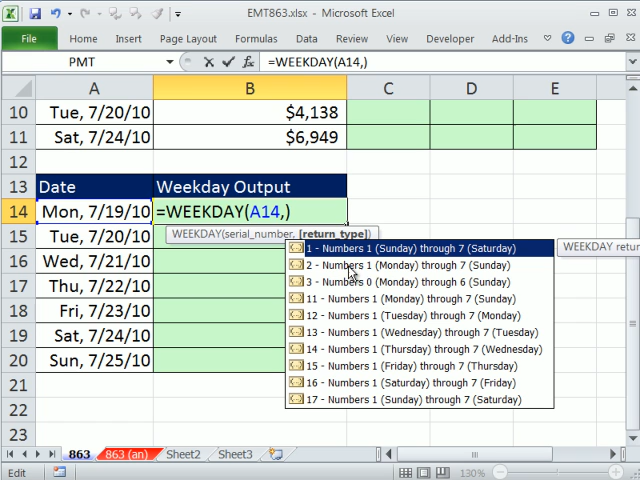 EMT863.xlsx - Microsoft Excel
File Home Insert Page Layout Formulas Data Review View Developer Add-Ins
PMT =WEEKDAY(A14,)
A B C D E
10 Tue, 7/20/10 $4,138
11 Sat, 7/24/10 $6,949
12
13 Date Weekday Output
14 Mon, 7/19/10 =WEEKDAY(A14,)
WEEKDAY(serial_number, [return_type])
15 Tue, 7/20/10
16 Wed, 7/21/10
17 Thu, 7/22/10
18 Fri, 7/23/10
19 Sat, 7/24/10
20 Sun, 7/25/10
21
22
23
1 - Numbers 1 (Sunday) through 7 (Saturday) WEEKDAY retur
2 - Numbers 1 (Monday) through 7 (Sunday)
3 - Numbers 0 (Monday) through 6 (Sunday)
11 - Numbers 1 (Monday) through 7 (Sunday)
12 - Numbers 1 (Tuesday) through 7 (Monday)
13 - Numbers 1 (Wednesday) through 7 (Tuesday)
14 - Numbers 1 (Thursday) through 7 (Wednesday)
15 - Numbers 1 (Friday) through 7 (Thursday)
16 - Numbers 1 (Saturday) through 7 (Friday)
17 - Numbers 1 (Sunday) through 7 (Saturday)
863 863 (an) Sheet2 Sheet3
Edit 130%